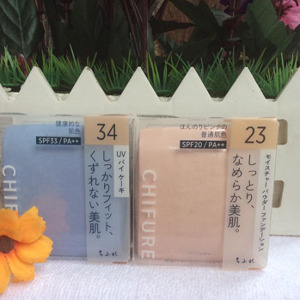 健康的な
肌色
SPF33/PA++
34
UV バイ ケーキ
しっかりフィット、
くずれない美肌。
CHIFURE
ちふれ
ほんのりピンクの
普通肌色
SPF20/PA++
23
モイスチャー パウダー ファンデーション
しっとり、
なめらか美肌。
CHIFURE
ちふれ